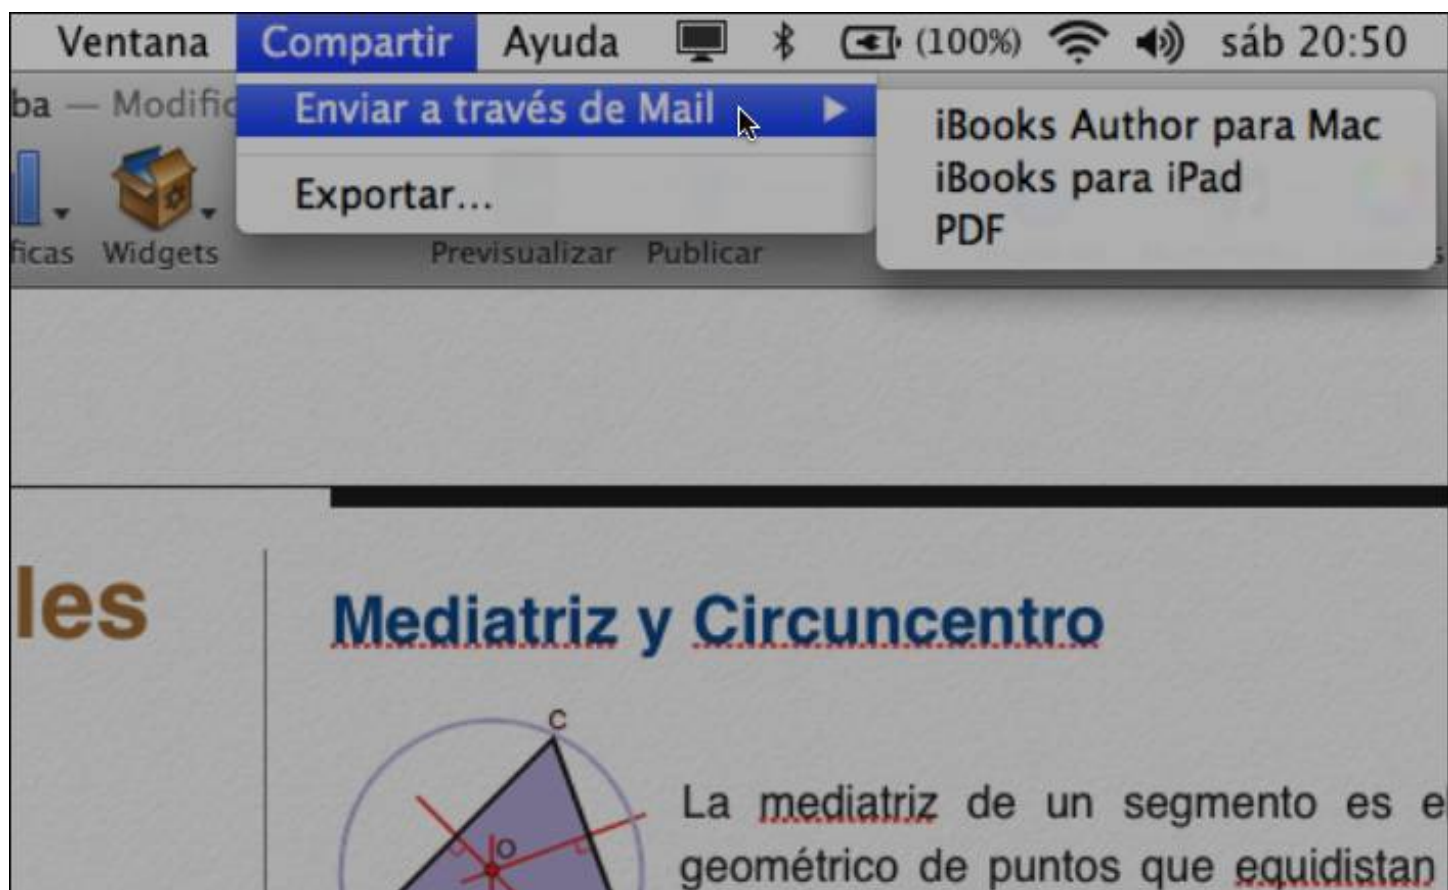 Ventana Compartir Ayuda (100%) sáb 20:50
ba — Modific
Enviar a través de Mail
Exportar...
iBooks Author para Mac
iBooks para iPad
PDF
ficas Widgets Previsualizar Publicar s
les
Mediatriz y Circuncentro
C
O
La mediatriz de un segmento es e
geométrico de puntos que equidistan